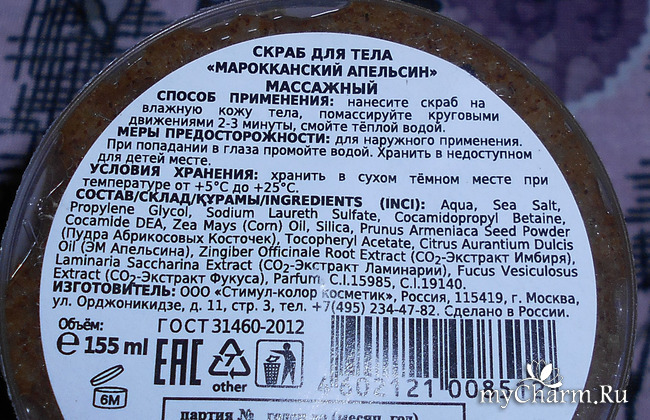 СКРАБ ДЛЯ ТЕЛА
«МАРОККАНСКИЙ АПЕЛЬСИН»
МАССАЖНЫЙ
СПОСОБ ПРИМЕНЕНИЯ: нанесите скраб на
влажную кожу тела, помассируйте круговыми
движениями 2-3 минуты, смойте тёплой водой.
МЕРЫ ПРЕДОСТОРОЖНОСТИ: для наружного применения.
При попадании в глаза промойте водой. Хранить в недоступном
для детей месте.
УСЛОВИЯ ХРАНЕНИЯ: хранить в сухом тёмном месте при
температуре от +5°С до +25°С.
СОСТАВ/СКЛАД/ҚҰРАМЫ/INGREDIENTS (INCI): Aqua, Sea Salt,
Propylene Glycol, Sodium Laureth Sulfate, Cocamidopropyl Betaine,
Cocamide DEA, Zea Mays (Corn) Oil, Silica, Prunus Armeniaca Seed Powder
(Пудра Абрикосовых Косточек), Tocopheryl Acetate, Citrus Aurantium Dulcis
Oil (ЭМ Апельсина), Zingiber Officinale Root Extract (CO₂-Экстракт Имбиря),
Laminaria Saccharina Extract (CO₂-Экстракт Ламинарии), Fucus Vesiculosus
Extract (CO₂-Экстракт Фукуса), Parfum, C.I.15985, C.I.19140.
ИЗГОТОВИТЕЛЬ: ООО «Стимул-колор косметик», Россия, 115419, г. Москва,
ул. Орджоникидзе, д. 11, стр. 3, тел. +7(495) 234-47-82. Сделано в России.
Объём: ГОСТ 31460-2012
℮ 155 ml EAC other
6М
4 602121 008
партия №
myCharm.Ru